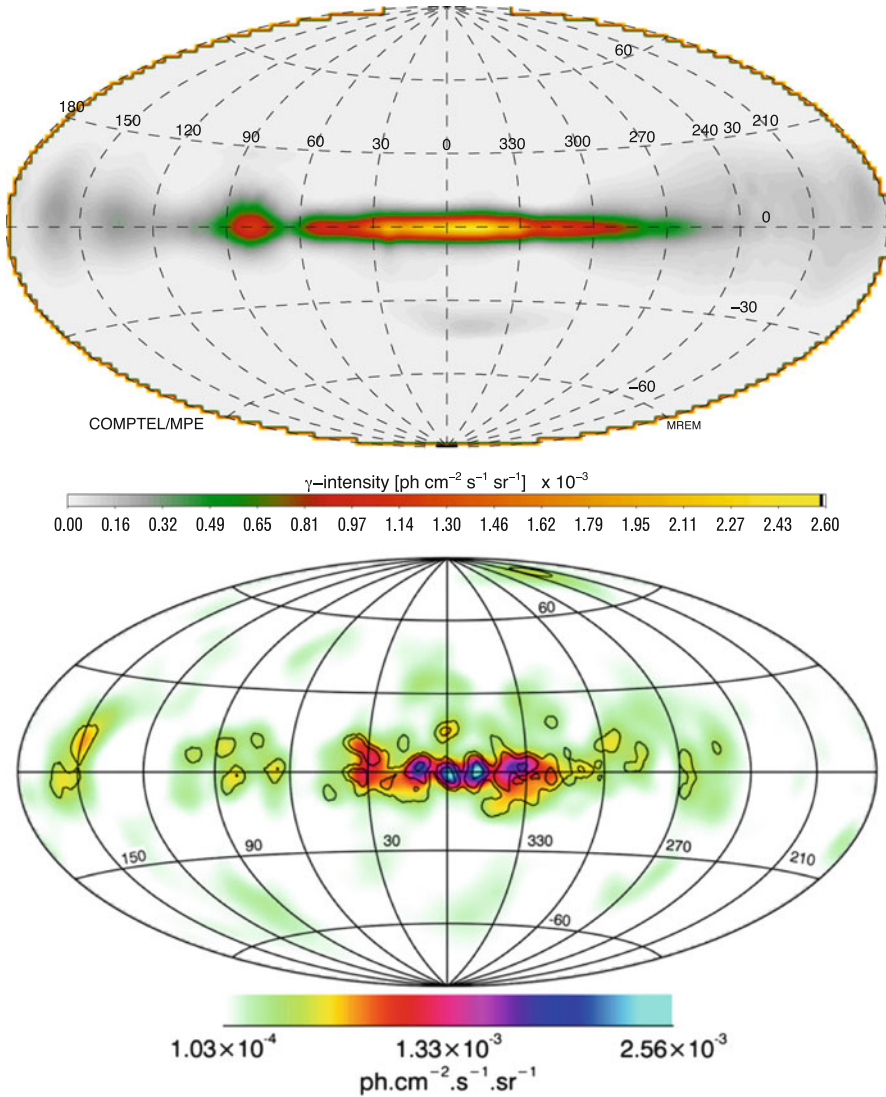 60
180 150 120 90 60 30 0 330 300 270 240 30 210
0
−30
−60
COMPTEL/MPE MREM
γ−intensity [ph cm⁻² s⁻¹ sr⁻¹] x 10⁻³
0.00 0.16 0.32 0.49 0.65 0.81 0.97 1.14 1.30 1.46 1.62 1.79 1.95 2.11 2.27 2.43 2.60
60
150 90 30 330 270 210
-60
1.03×10⁻⁴ 1.33×10⁻³ 2.56×10⁻³
ph.cm⁻².s⁻¹.sr⁻¹